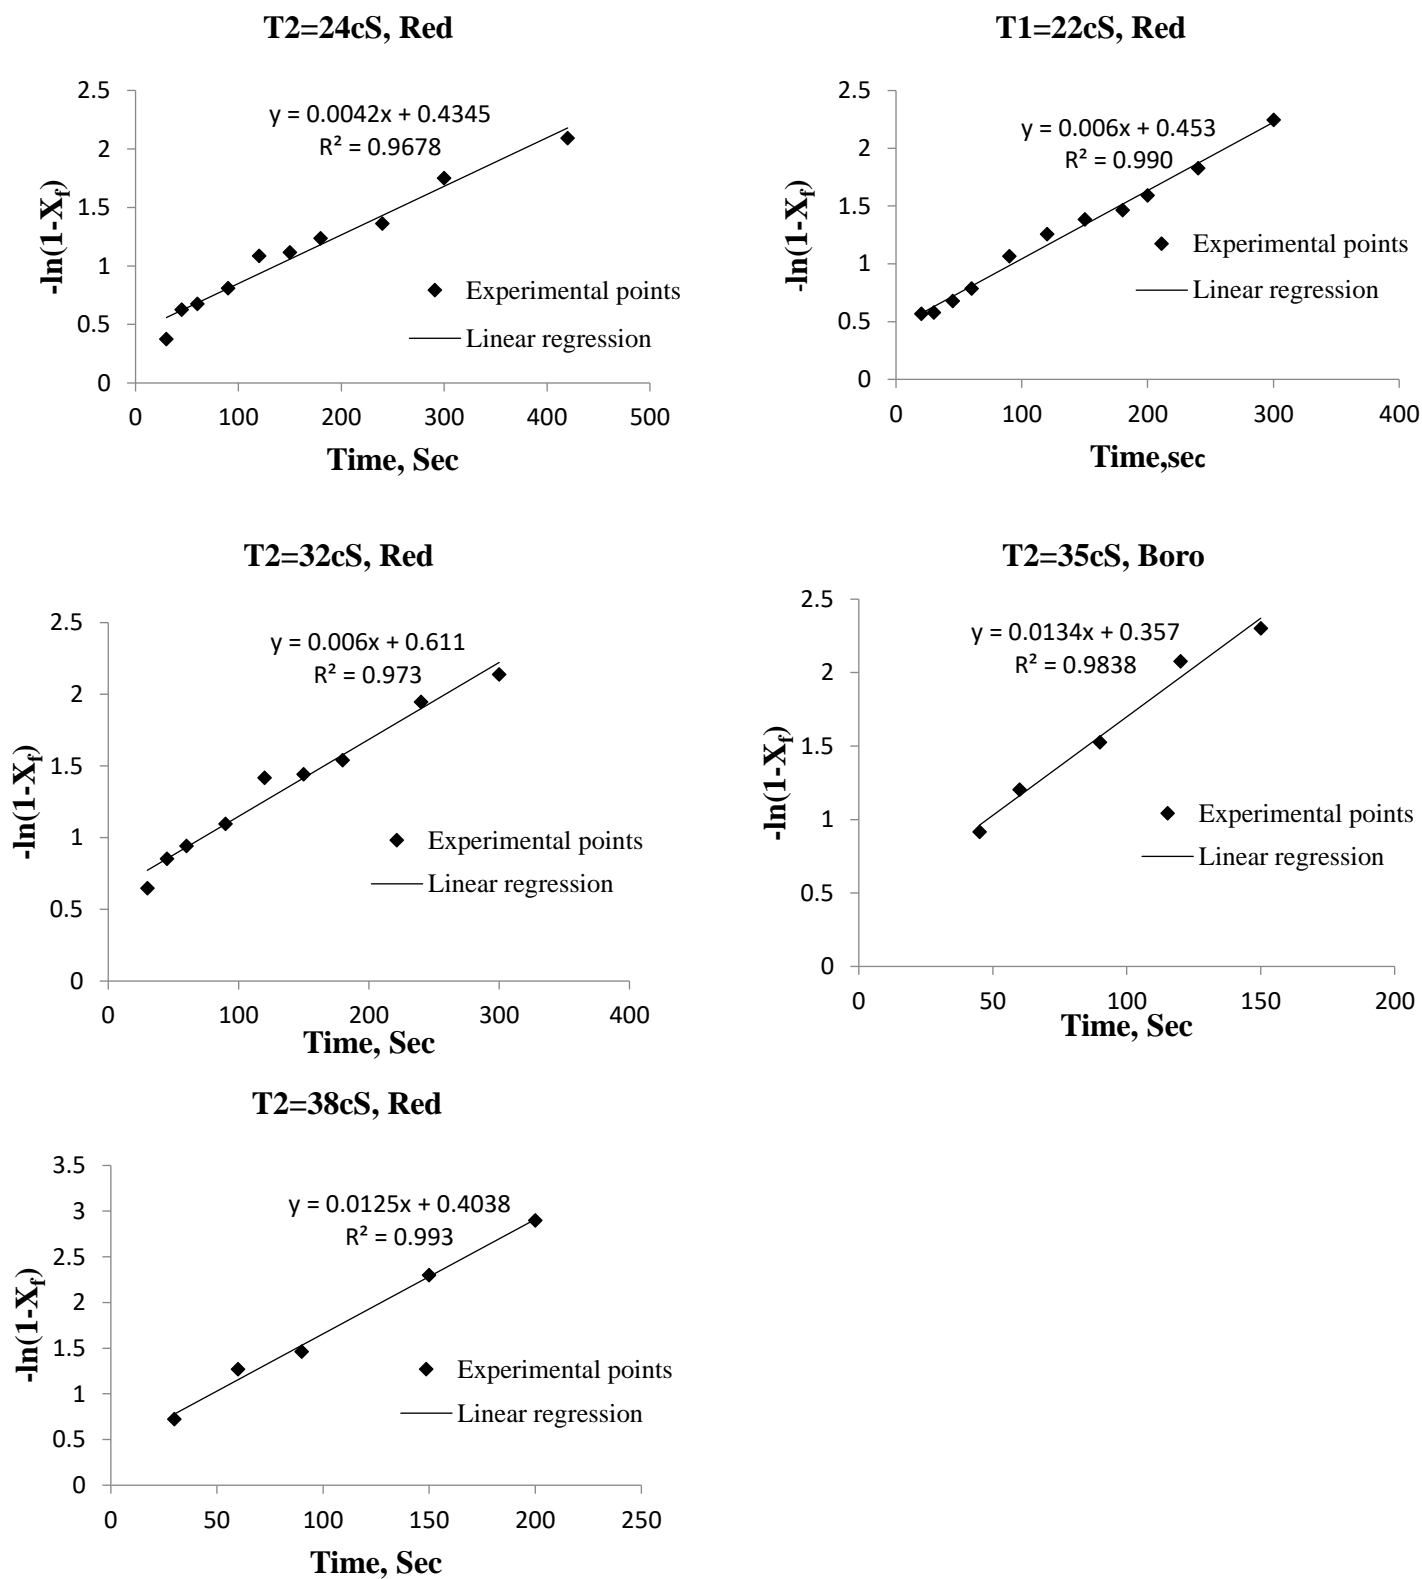 T2=24cS, Red
2.5
2
1.5
1
0.5
0
0 100 200 300 400 500
-ln(1-Xf)
y = 0.0042x + 0.4345
R² = 0.9678
Experimental points
Linear regression
Time, Sec
T1=22cS, Red
2.5
2
1.5
1
0.5
0
0 100 200 300 400
-ln(1-Xf)
y = 0.006x + 0.453
R² = 0.990
Experimental points
Linear regression
Time,sec
T2=32cS, Red
2.5
2
1.5
1
0.5
0
0 100 200 300 400
-ln(1-Xf)
y = 0.006x + 0.611
R² = 0.973
Experimental points
Linear regression
Time, Sec
T2=35cS, Boro
2.5
2
1.5
1
0.5
0
0 50 100 150 200
-ln(1-Xf)
y = 0.0134x + 0.357
R² = 0.9838
Experimental points
Linear regression
Time, Sec
T2=38cS, Red
3.5
3
2.5
2
1.5
1
0.5
0
0 50 100 150 200 250
-ln(1-Xf)
y = 0.0125x + 0.4038
R² = 0.993
Experimental points
Linear regression
Time, Sec